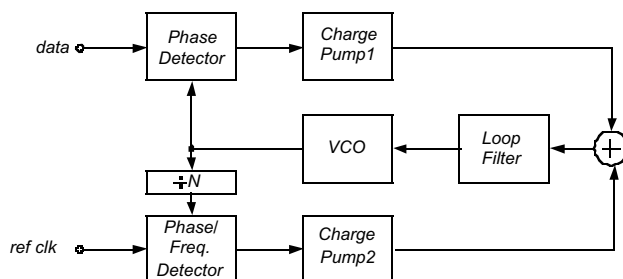 data
Phase
Detector
Charge
Pump1
VCO
Loop
Filter
+
÷N
ref clk
Phase/
Freq.
Detector
Charge
Pump2